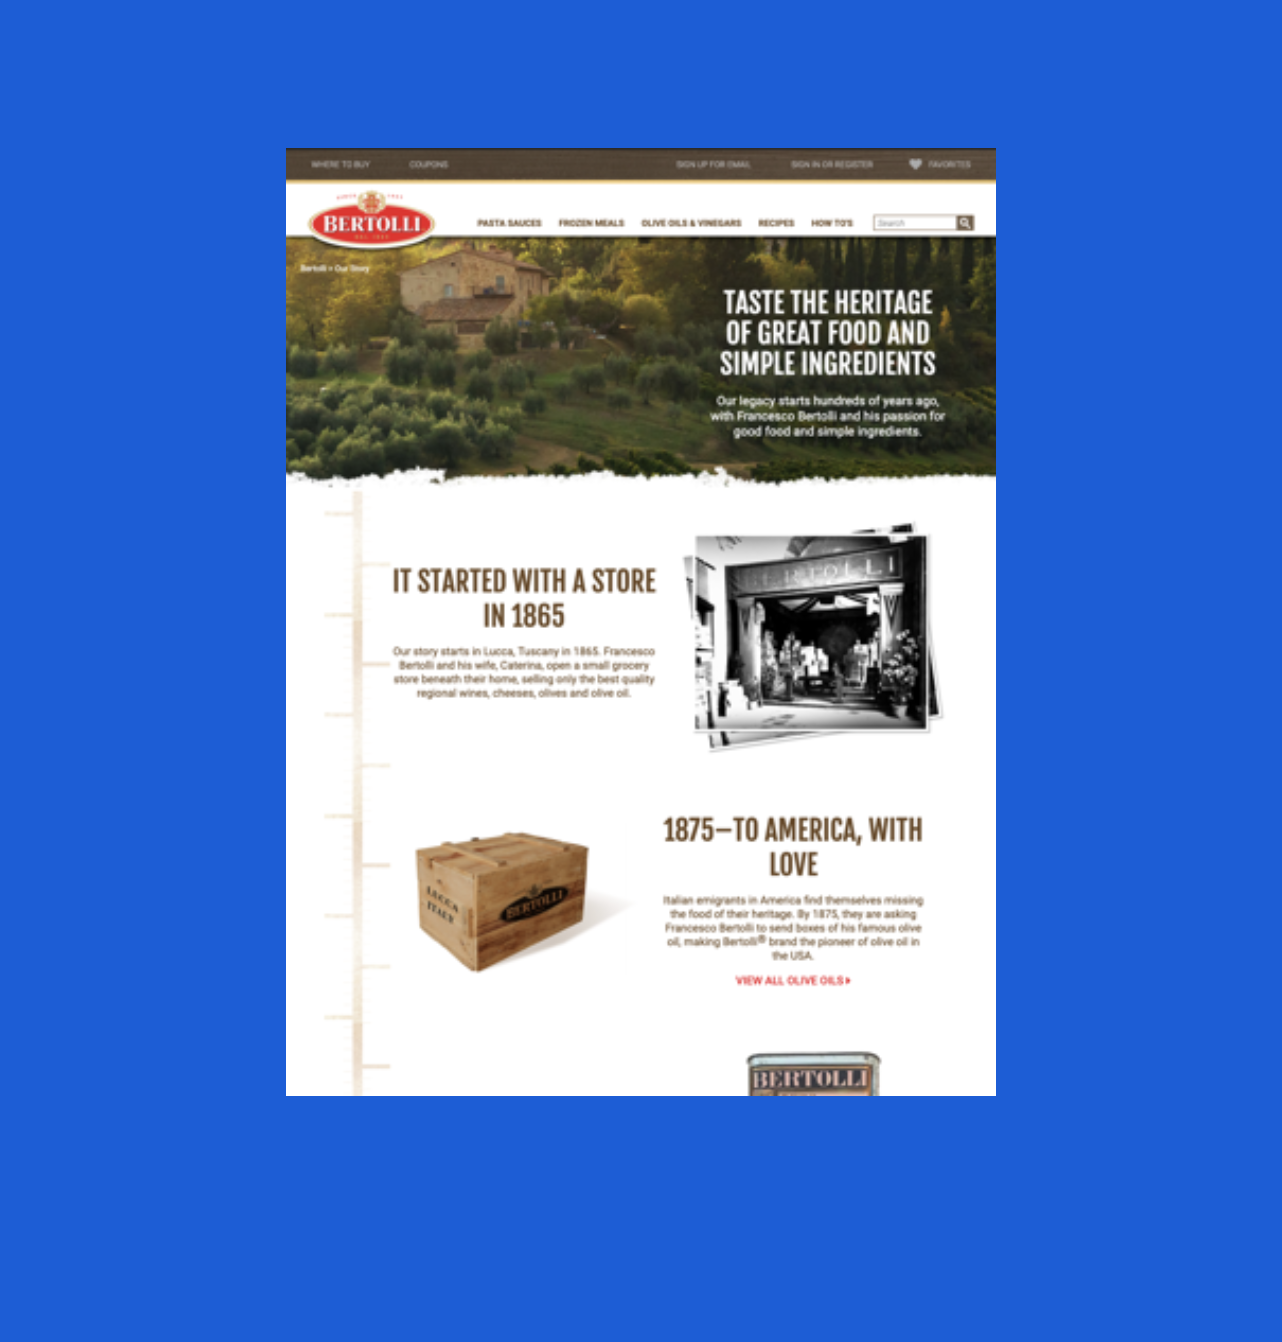 WHERE TO BUY
COUPONS
SIGN UP FOR EMAIL
SIGN IN OR REGISTER
FAVORITES
BERTOLLI
PASTA SAUCES
FROZEN MEALS
OLIVE OILS & VINEGARS
RECIPES
HOW TO'S
Search
Bertolli > Our Story
TASTE THE HERITAGE
OF GREAT FOOD AND
SIMPLE INGREDIENTS
Our legacy starts hundreds of years ago,
with Francesco Bertolli and his passion for
good food and simple ingredients.
IT STARTED WITH A STORE
IN 1865
Our story starts in Lucca, Tuscany in 1865. Francesco
Bertolli and his wife, Caterina, open a small grocery
store beneath their home, selling only the best quality
regional wines, cheeses, olives and olive oil.
BERTOLLI
1875–TO AMERICA, WITH
LOVE
Italian emigrants in America find themselves missing
the food of their heritage. By 1875, they are asking
Francesco Bertolli to send boxes of his famous olive
oil, making Bertolli® brand the pioneer of olive oil in
the USA.
VIEW ALL OLIVE OILS
LUCCA
ITALY
BERTOLLI
BERTOLLI